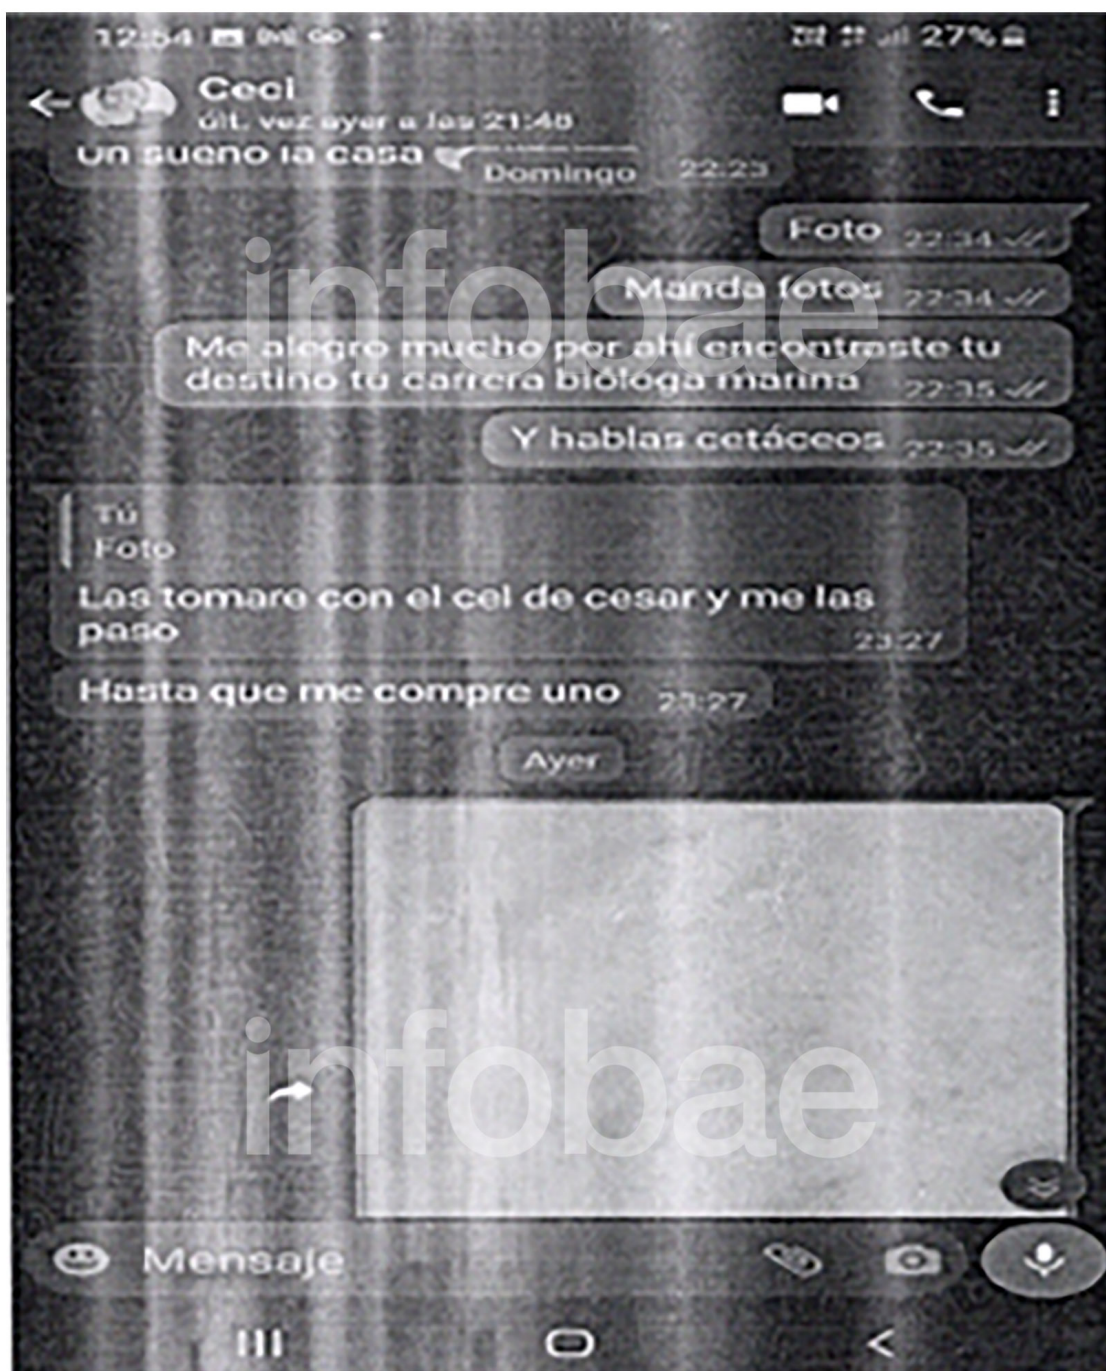 12:54
27%
Ceci
últ. vez ayer a las 21:48
un sueño la casa
22:23
Domingo
Foto 22:34
Manda fotos 22:34
Me alegro mucho por ahí encontraste tu
destino tu carrera bióloga marina 22:35
Y hablas cetáceos 22:35
Tú
Foto
Las tomare con el cel de cesar y me las
paso 23:27
Hasta que me compre uno 23:27
Ayer
Mensaje
infobae
infobae